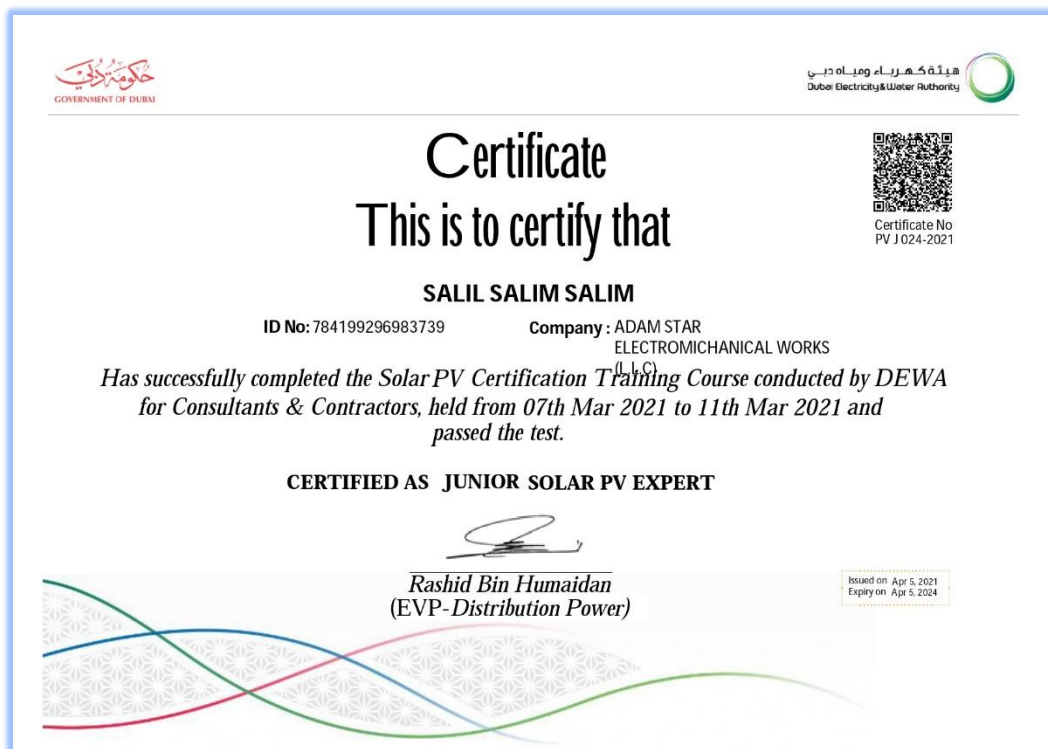 حكومة دبي
GOVERNMENT OF DUBAI
هيئة كهرباء ومياه دبي
Dubai Electricity & Water Authority
Certificate
This is to certify that
Certificate No
PV J 024-2021
SALIL SALIM SALIM
ID No: 784199296983739
Company : ADAM STAR
ELECTROMICHANICAL WORKS
(L.L.C)
Has successfully completed the Solar PV Certification Training Course conducted by DEWA
for Consultants & Contractors, held from 07th Mar 2021 to 11th Mar 2021 and
passed the test.
CERTIFIED AS JUNIOR SOLAR PV EXPERT
Rashid Bin Humaidan
(EVP-Distribution Power)
Issued on Apr 5, 2021
Expiry on Apr 5, 2024